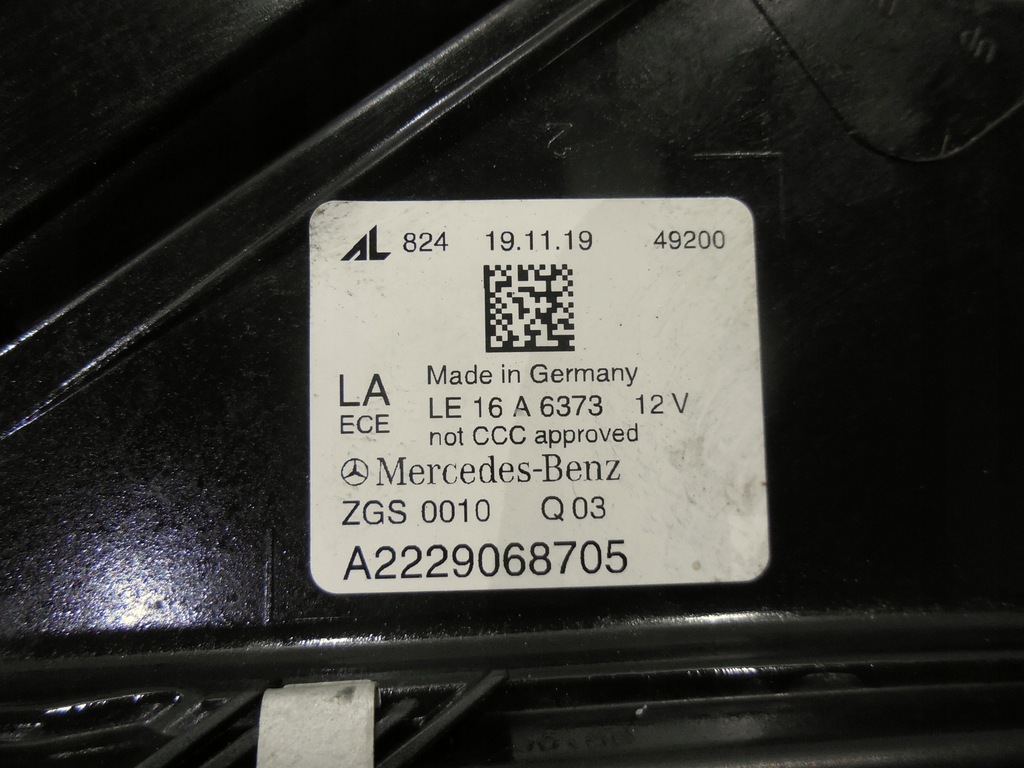 AL 824 19.11.19 49200
Made in Germany
LA LE 16 A 6373 12 V
ECE not CCC approved
Mercedes-Benz
ZGS 0010 Q 03
A2229068705